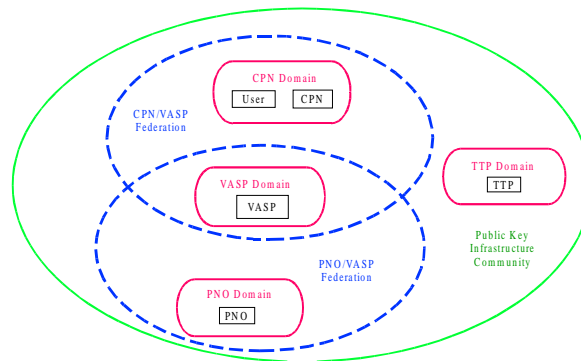 CPN Domain
User
CPN
CPN/VASP
Federation
VASP Domain
VASP
TTP Domain
TTP
Public Key
Infrastructure
Community
PNO/VASP
Federation
PNO Domain
PNO